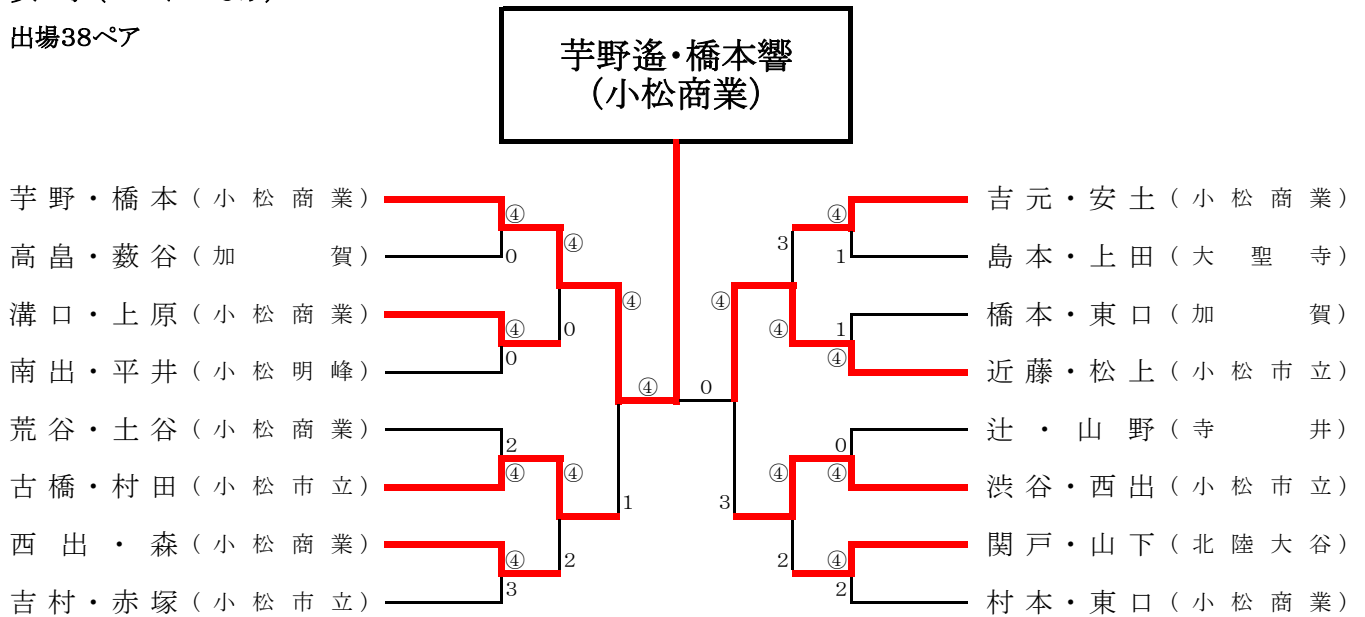 出場38ペア
芋野遙・橋本響
(小松商業)
芋野・橋本(小松商業)
④
高畠・薮谷(加賀)
0
④
溝口・上原(小松商業)
④
0
南出・平井(小松明峰)
0
④
荒谷・土谷(小松商業)
2
古橋・村田(小松市立)
④
④
西出・森(小松商業)
④
2
吉村・赤塚(小松市立)
3
1
④
0
吉元・安土(小松商業)
④
島本・上田(大聖寺)
1
3
橋本・東口(加賀)
1
④
近藤・松上(小松市立)
④
④
辻・山野(寺井)
0
渋谷・西出(小松市立)
④
④
関戸・山下(北陸大谷)
④
2
村本・東口(小松商業)
2
3